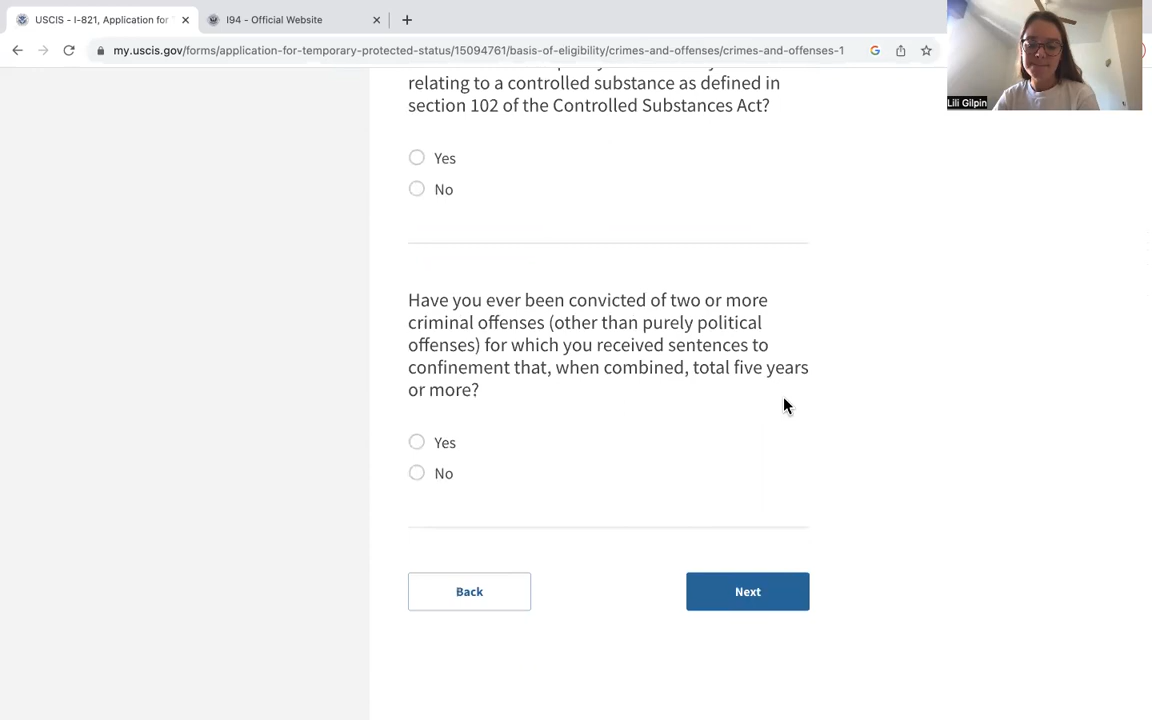 USCIS - I-821, Application for
I94 - Official Website
my.uscis.gov/forms/application-for-temporary-protected-status/15094761/basis-of-eligibility/crimes-and-offenses/crimes-and-offenses-1
Lili Gilpin
relating to a controlled substance as defined in
section 102 of the Controlled Substances Act?
Yes
No
Have you ever been convicted of two or more
criminal offenses (other than purely political
offenses) for which you received sentences to
confinement that, when combined, total five years
or more?
Yes
No
Back
Next